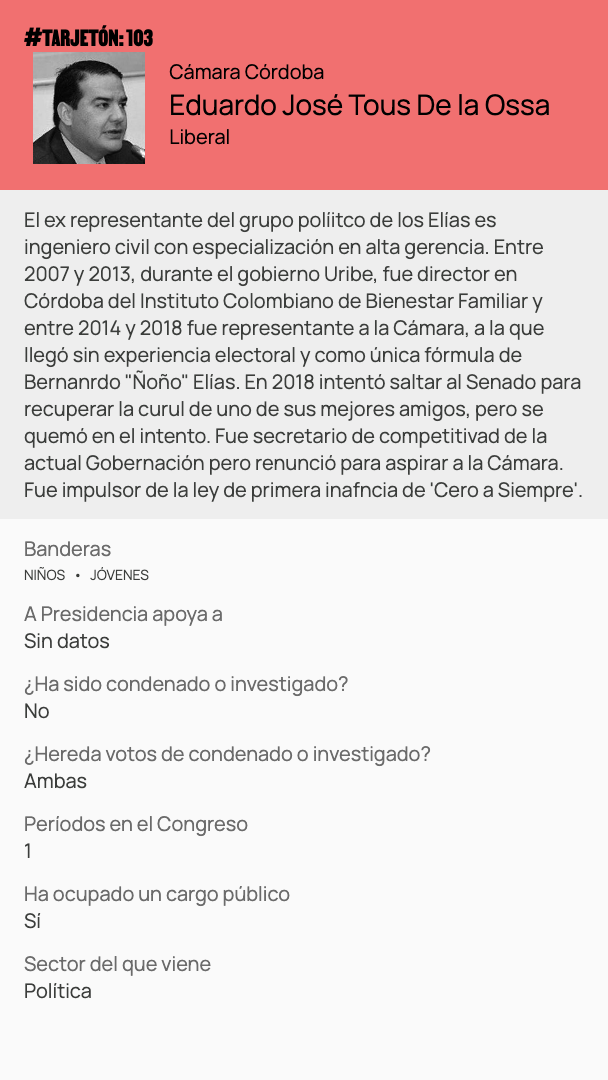 #TARJETÓN: 103
Cámara Córdoba
Eduardo José Tous De la Ossa
Liberal
El ex representante del grupo políitco de los Elías es
ingeniero civil con especialización en alta gerencia. Entre
2007 y 2013, durante el gobierno Uribe, fue director en
Córdoba del Instituto Colombiano de Bienestar Familiar y
entre 2014 y 2018 fue representante a la Cámara, a la que
llegó sin experiencia electoral y como única fórmula de
Bernanrdo "Ñoño" Elías. En 2018 intentó saltar al Senado para
recuperar la curul de uno de sus mejores amigos, pero se
quemó en el intento. Fue secretario de competitivad de la
actual Gobernación pero renunció para aspirar a la Cámara.
Fue impulsor de la ley de primera inafncia de 'Cero a Siempre'.
Banderas
NIÑOS • JÓVENES
A Presidencia apoya a
Sin datos
¿Ha sido condenado o investigado?
No
¿Hereda votos de condenado o investigado?
Ambas
Períodos en el Congreso
1
Ha ocupado un cargo público
Sí
Sector del que viene
Política